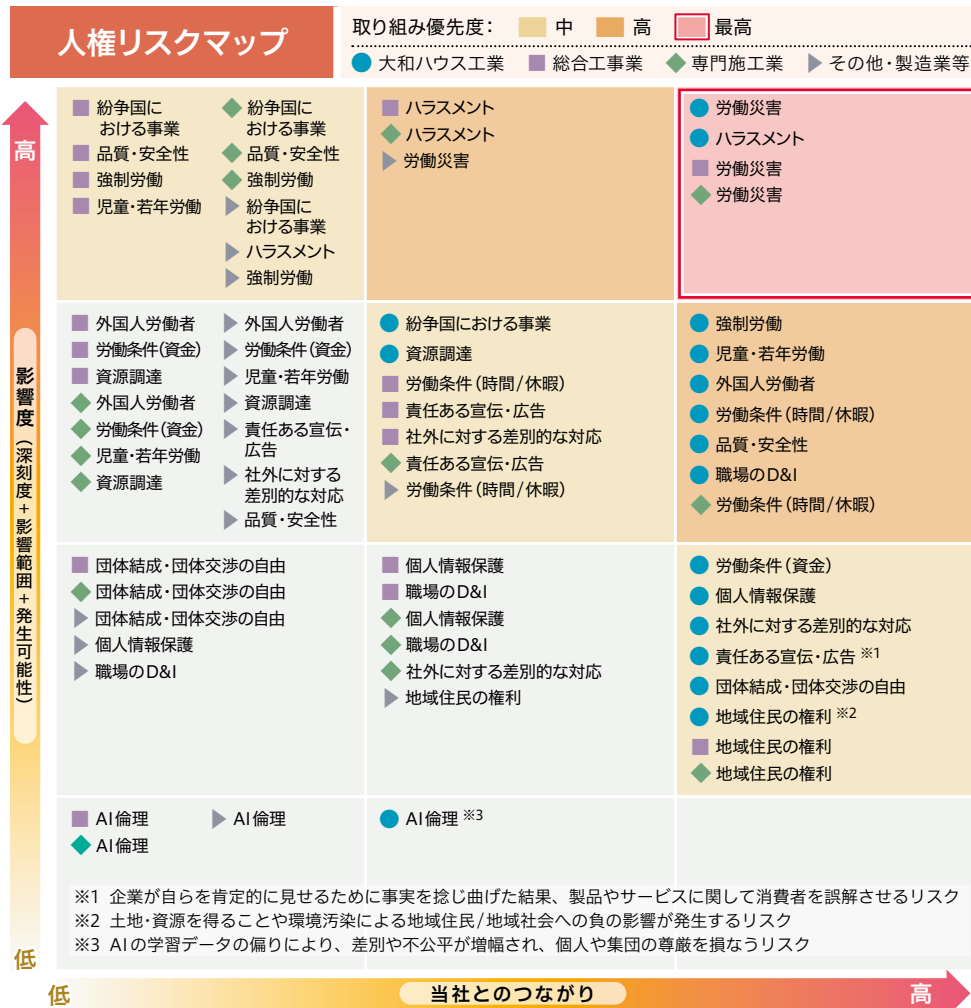 人権リスクマップ
取り組み優先度： 中 高 最高
大和ハウス工業 総合工事業 専門施工業 その他・製造業等
高
影響度（深刻度＋影響範囲＋発生可能性）
低
紛争国に
おける事業
品質・安全性
強制労働
児童・若年労働
紛争国に
おける事業
品質・安全性
強制労働
紛争国に
おける事業
ハラスメント
強制労働
ハラスメント
ハラスメント
労働災害
労働災害
ハラスメント
労働災害
労働災害
外国人労働者
労働条件（資金）
資源調達
外国人労働者
労働条件（資金）
児童・若年労働
資源調達
外国人労働者
労働条件（資金）
児童・若年労働
資源調達
責任ある宣伝・
広告
社外に対する
差別的な対応
品質・安全性
紛争国における事業
資源調達
労働条件（時間/休暇）
責任ある宣伝・広告
社外に対する差別的な対応
責任ある宣伝・広告
労働条件（時間/休暇）
強制労働
児童・若年労働
外国人労働者
労働条件（時間/休暇）
品質・安全性
職場のD&I
労働条件（時間/休暇）
団体結成・団体交渉の自由
団体結成・団体交渉の自由
団体結成・団体交渉の自由
個人情報保護
職場のD&I
個人情報保護
職場のD&I
個人情報保護
職場のD&I
社外に対する差別的な対応
地域住民の権利
労働条件（資金）
個人情報保護
社外に対する差別的な対応
責任ある宣伝・広告 ※1
団体結成・団体交渉の自由
地域住民の権利 ※2
地域住民の権利
地域住民の権利
AI倫理
AI倫理
AI倫理
AI倫理 ※3
※1 企業が自らを肯定的に見せるために事実を捻じ曲げた結果、製品やサービスに関して消費者を誤解させるリスク
※2 土地・資源を得ることや環境汚染による地域住民/地域社会への負の影響が発生するリスク
※3 AIの学習データの偏りにより、差別や不公平が増幅され、個人や集団の尊厳を損なうリスク
低 当社とのつながり 高